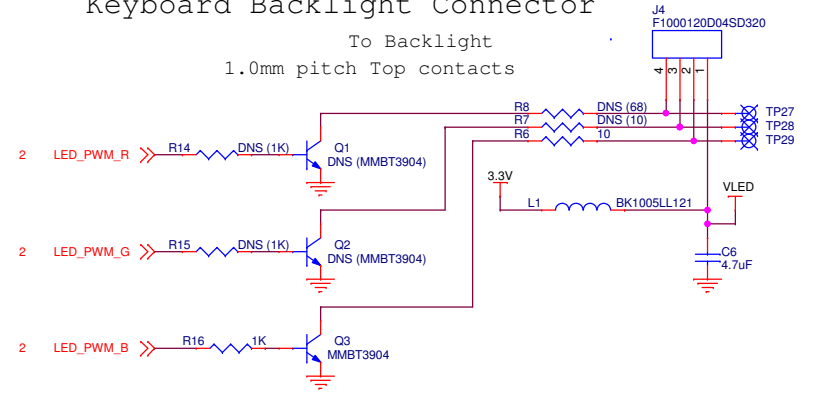 Keyboard Backlight Connector
J4
F1000120D04SD320
To Backlight
1.0mm pitch Top contacts
4 3 2 1
R8 DNS (68) TP27
R7 DNS (10) TP28
R6 10 TP29
2 LED_PWM_R R14 DNS (1K) Q1
DNS (MMBT3904)
3.3V
VLED
L1 BK1005LL121
2 LED_PWM_G R15 DNS (1K) Q2
DNS (MMBT3904)
C6
4.7uF
2 LED_PWM_B R16 1K Q3
MMBT3904